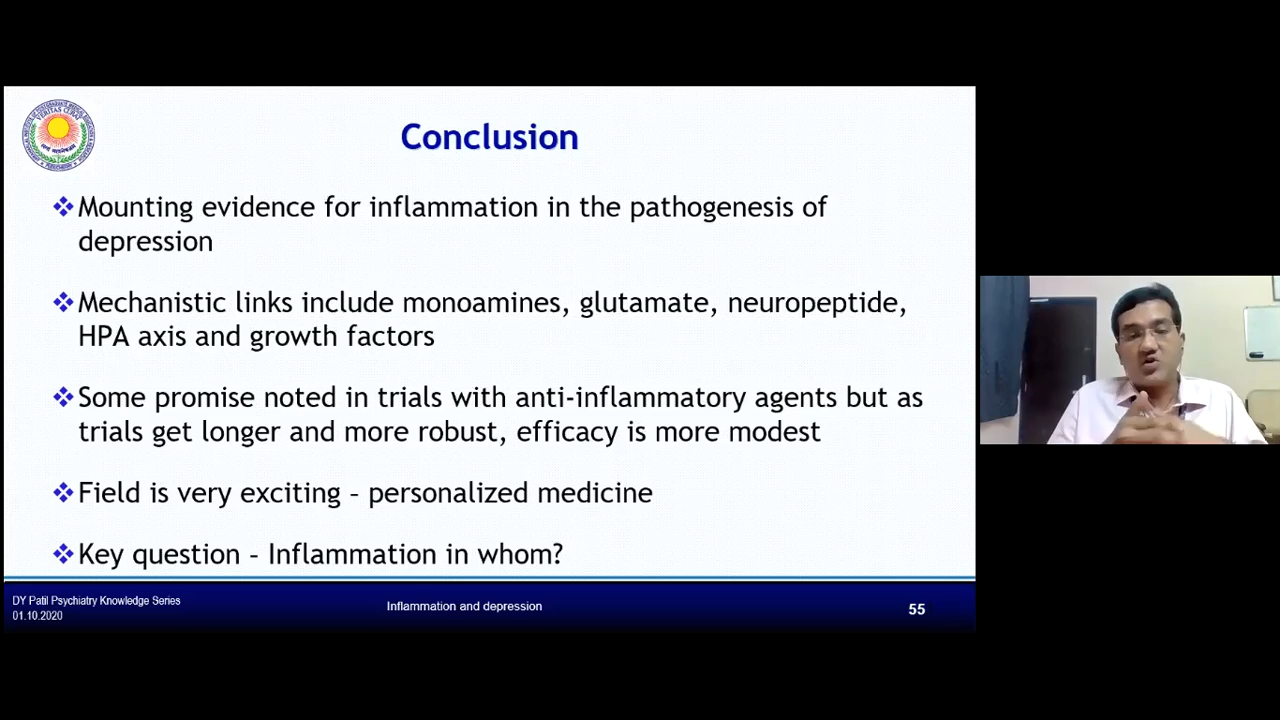 Conclusion
❖Mounting evidence for inflammation in the pathogenesis of
depression
❖Mechanistic links include monoamines, glutamate, neuropeptide,
HPA axis and growth factors
❖Some promise noted in trials with anti-inflammatory agents but as
trials get longer and more robust, efficacy is more modest
❖Field is very exciting – personalized medicine
❖Key question – Inflammation in whom?
DY Patil Psychiatry Knowledge Series
01.10.2020
Inflammation and depression
55